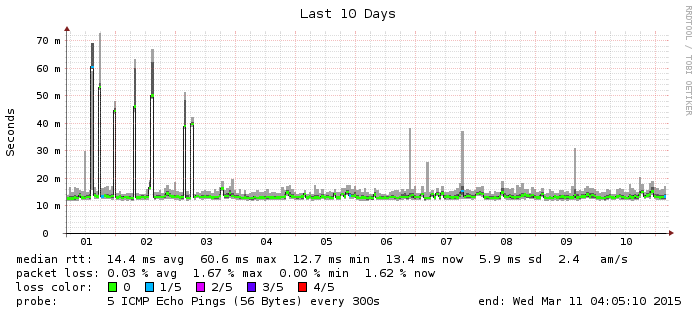 Last 10 Days
RRDTOOL / TOBI OETIKER
Seconds
70 m
60 m
50 m
40 m
30 m
20 m
10 m
0
01 02 03 04 05 06 07 08 09 10
median rtt: 14.4 ms avg 60.6 ms max 12.7 ms min 13.4 ms now 5.9 ms sd 2.4 am/s
packet loss: 0.03 % avg 1.67 % max 0.00 % min 1.62 % now
loss color: 0 1/5 2/5 3/5 4/5
probe: 5 ICMP Echo Pings (56 Bytes) every 300s end: Wed Mar 11 04:05:10 2015